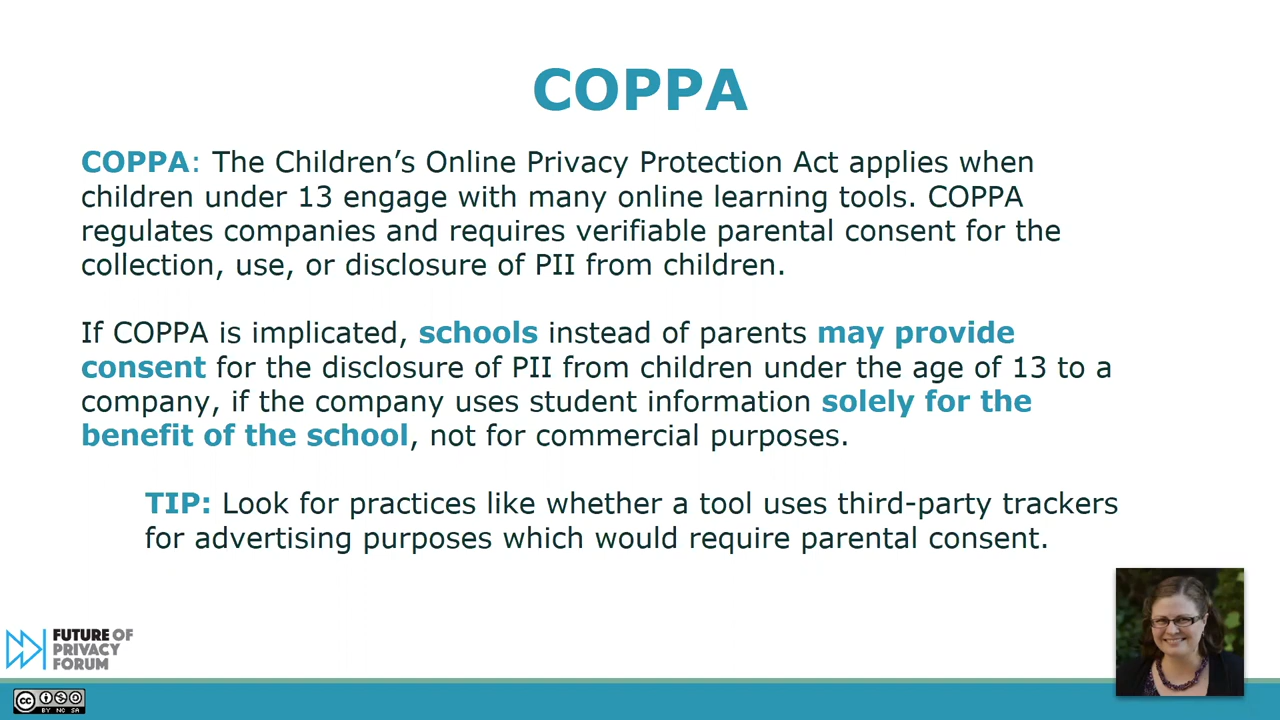 COPPA
COPPA: The Children’s Online Privacy Protection Act applies when
children under 13 engage with many online learning tools. COPPA
regulates companies and requires verifiable parental consent for the
collection, use, or disclosure of PII from children.
If COPPA is implicated, schools instead of parents may provide
consent for the disclosure of PII from children under the age of 13 to a
company, if the company uses student information solely for the
benefit of the school, not for commercial purposes.
TIP: Look for practices like whether a tool uses third-party trackers
for advertising purposes which would require parental consent.
FUTURE OF
PRIVACY
FORUM
cc
BY NC SA